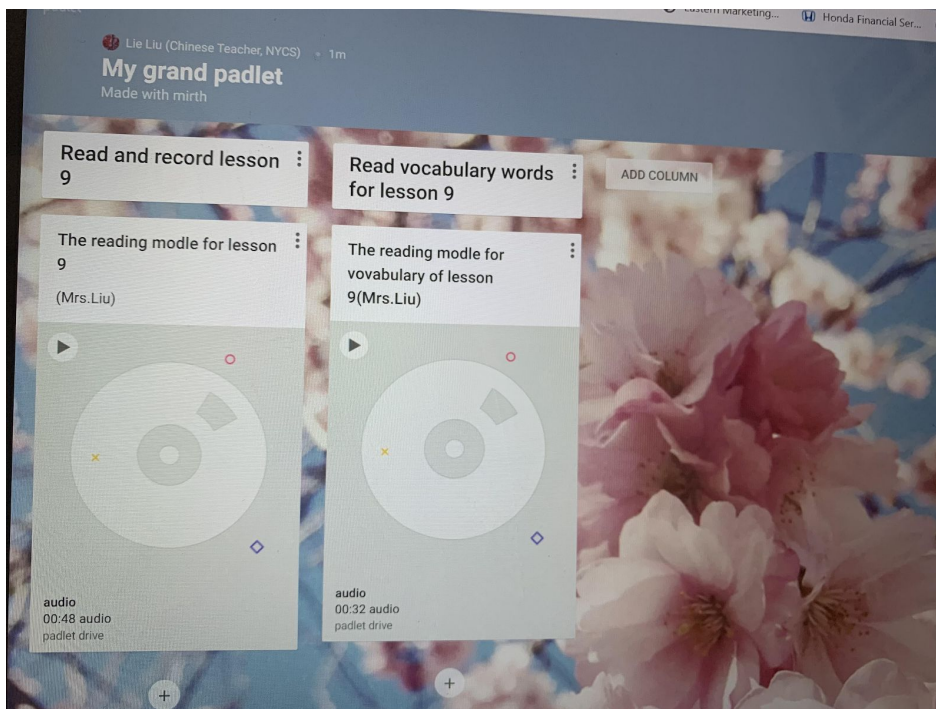 padlet
Eastern Marketing...
Honda Financial Ser...
Lie Liu (Chinese Teacher, NYCS) • 1m
My grand padlet
Made with mirth
Read and record lesson
9
The reading modle for lesson
9
(Mrs.Liu)
audio
00:48 audio
padlet drive
Read vocabulary words
for lesson 9
The reading modle for
vovabulary of lesson
9(Mrs.Liu)
audio
00:32 audio
padlet drive
ADD COLUMN